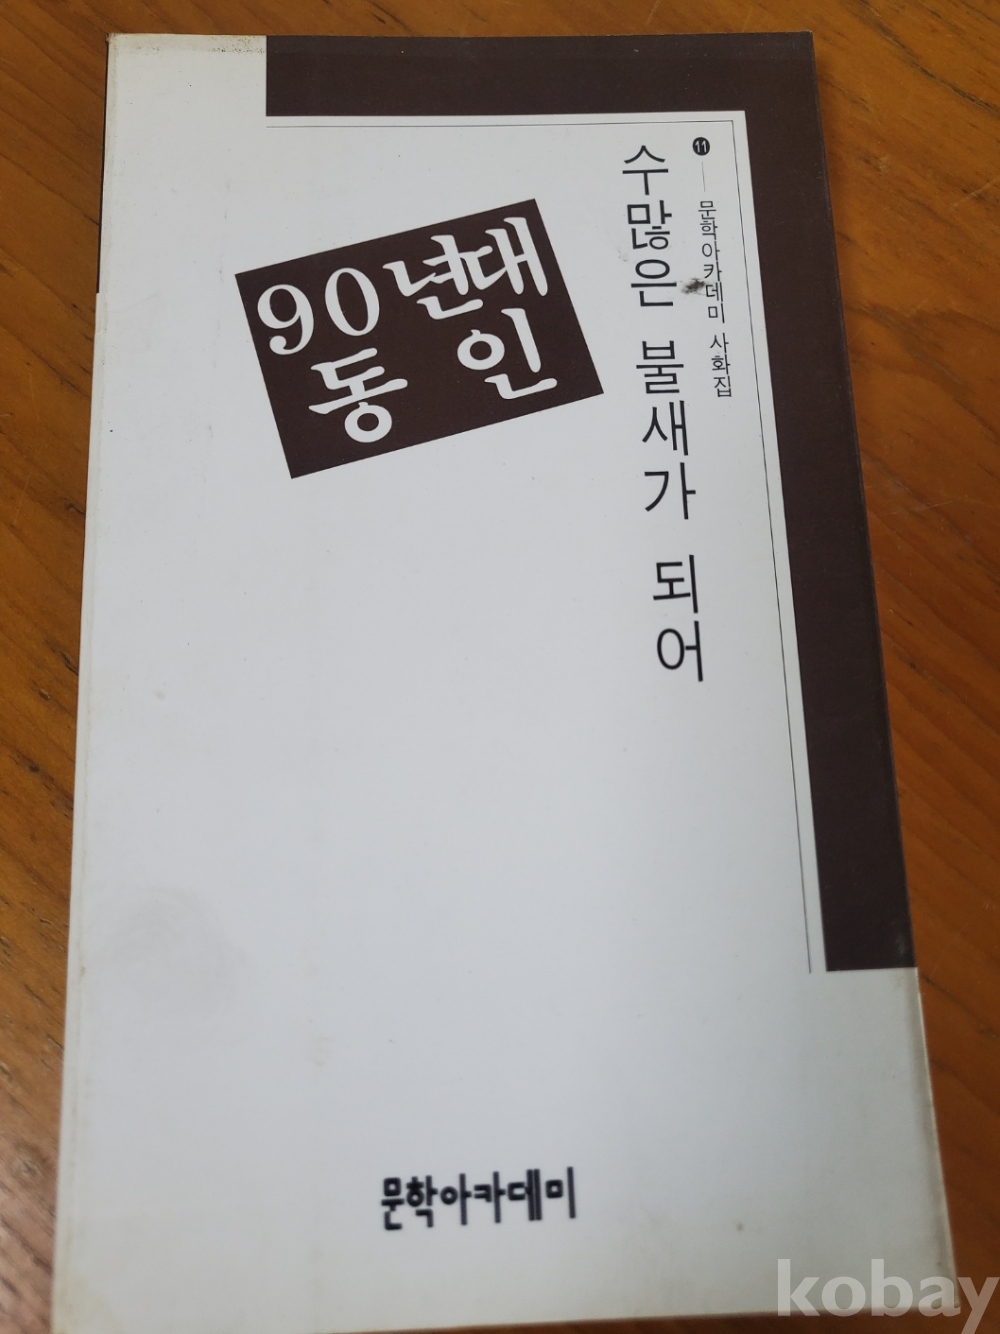 ⓫ 문학아카데미 사화집
수많은 불새가 되어
90년대
동인
문학아카데미
kobay